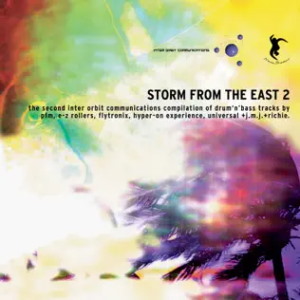 inter orbit communications
STORM FROM THE EAST 2
the second inter orbit communications compilation of drum'n'bass tracks by
pfm, e-z rollers, flytronix, hyper-on experience, universal +j.m.j.+richie.